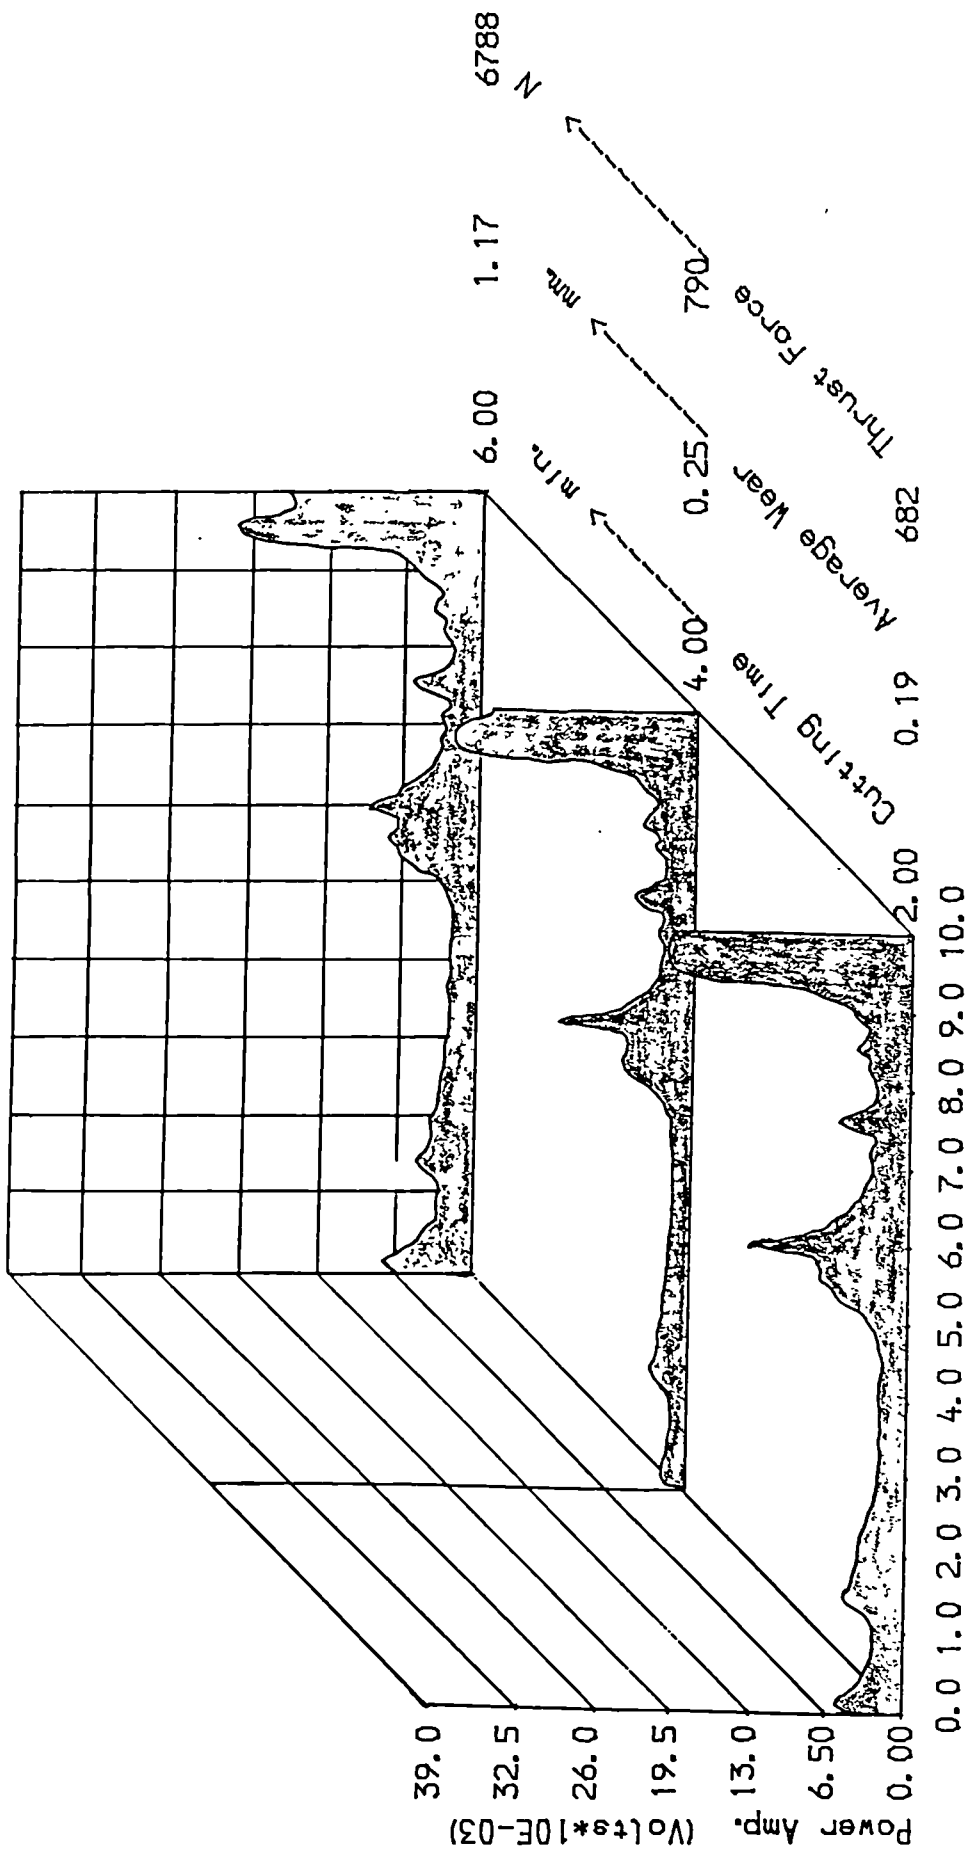 Power Amp.
(Volts*10E-03)
39.0
32.5
26.0
19.5
13.0
6.50
0.00
0.0 1.0 2.0 3.0 4.0 5.0 6.0 7.0 8.0 9.0 10.0
2.00 4.00 6.00
Cutting Time
min.
0.19 0.25 1.17
Average Wear
mm.
682 790 6788
Thrust Force
N